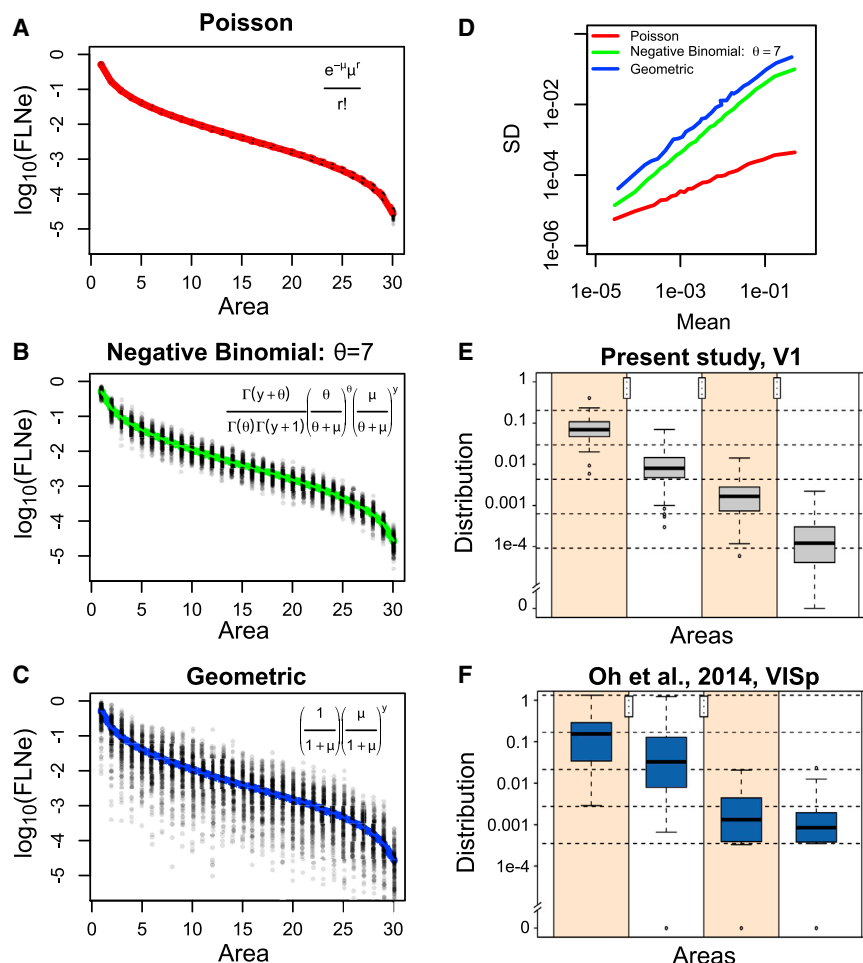 A
Poisson
0
-1
-2
-3
-4
-5
log10(FLNe)
e−μμr
r!
0 5 10 15 20 25 30
Area
B
Negative Binomial: θ=7
0
-1
-2
-3
-4
-5
log10(FLNe)
Γ(y+θ)
Γ(θ)Γ(y+1)
(θ
θ+μ)θ
(μ
θ+μ)y
0 5 10 15 20 25 30
Area
C
Geometric
0
-1
-2
-3
-4
-5
log10(FLNe)
(1
1+μ)
(μ
1+μ)y
0 5 10 15 20 25 30
Area
D
Poisson
Negative Binomial: θ=7
Geometric
1e-02
1e-04
1e-06
SD
1e-05 1e-03 1e-01
Mean
E
Present study, V1
1
0.1
0.01
0.001
1e-4
0
Distribution
Areas
F
Oh et al., 2014, VISp
1
0.1
0.01
0.001
1e-4
0
Distribution
Areas